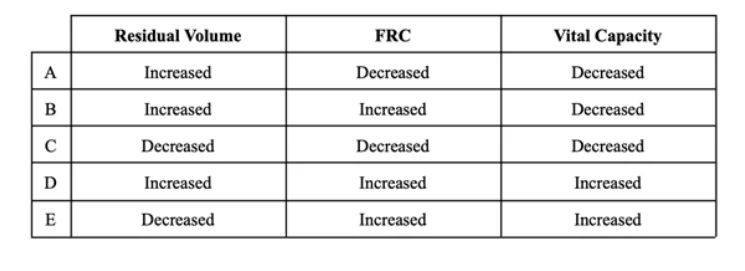 Residual Volume FRC Vital Capacity
A Increased Decreased Decreased
B Increased Increased Decreased
C Decreased Decreased Decreased
D Increased Increased Increased
E Decreased Increased Increased